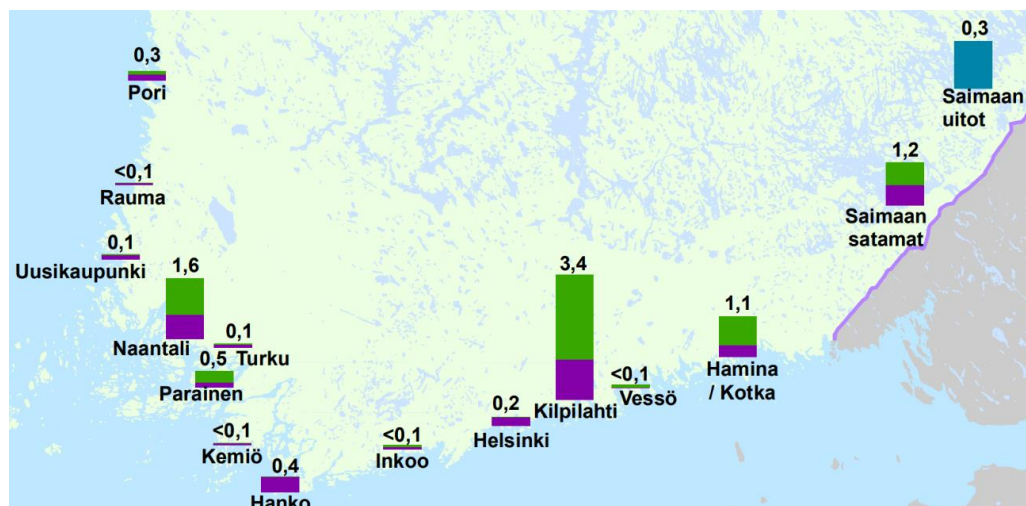 0,3
Pori
0,3
Saimaan
uitot
<0,1
Rauma
1,2
Saimaan
satamat
0,1
Uusikaupunki
1,6
Naantali
0,1
Turku
0,5
Parainen
3,4
Kilpilahti
<0,1
Vessö
1,1
Hamina
/ Kotka
0,2
Helsinki
<0,1
Kemiö
<0,1
Inkoo
0,4
Hanko